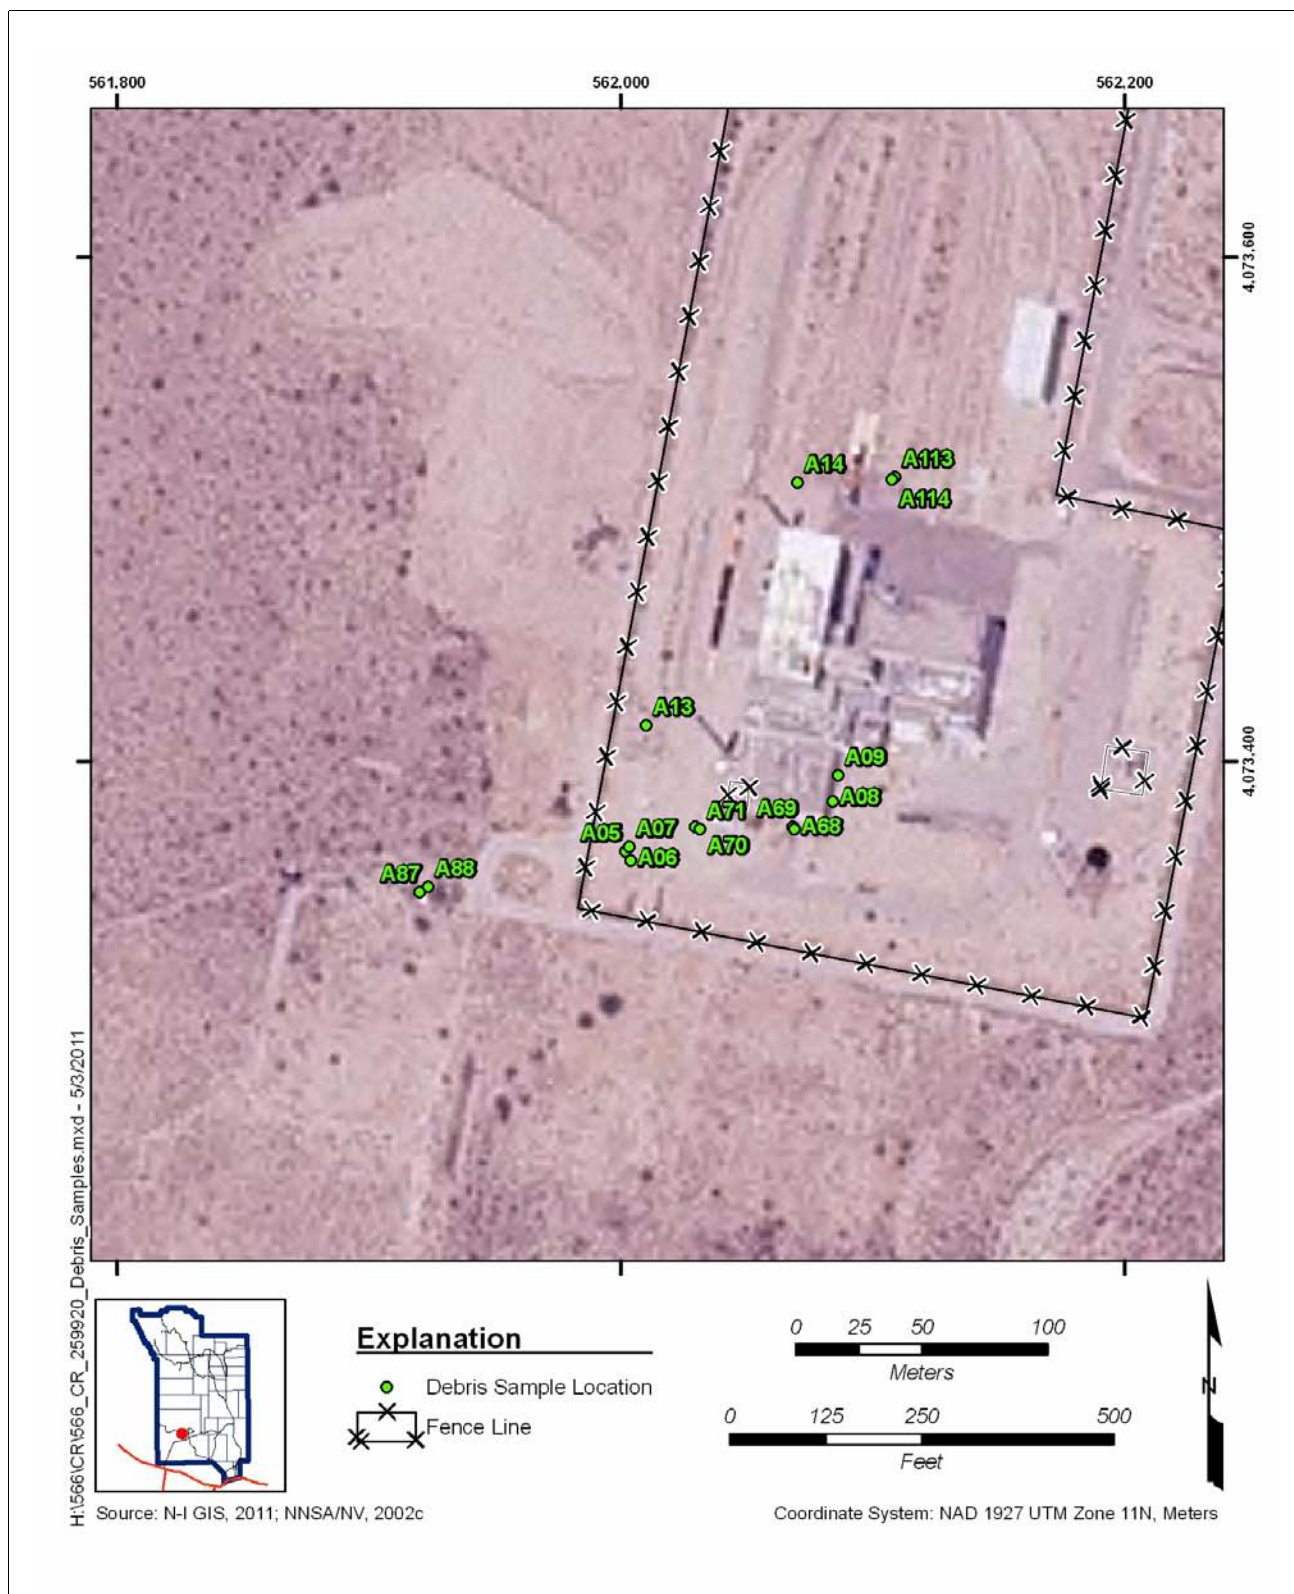 561,800 562,000 562,200
4,073,600
A14
A113
A114
A13
4,073,400
A09
A08
A71
A69
A05
A07
A68
A70
A06
A87
A88
H:\566\CR\566_CR_259920_Debris_Samples.mxd - 5/3/2011
Explanation
Debris Sample Location
Fence Line
0 25 50 100
Meters
0 125 250 500
Feet
N
Source: N-I GIS, 2011; NNSA/NV, 2002c
Coordinate System: NAD 1927 UTM Zone 11N, Meters